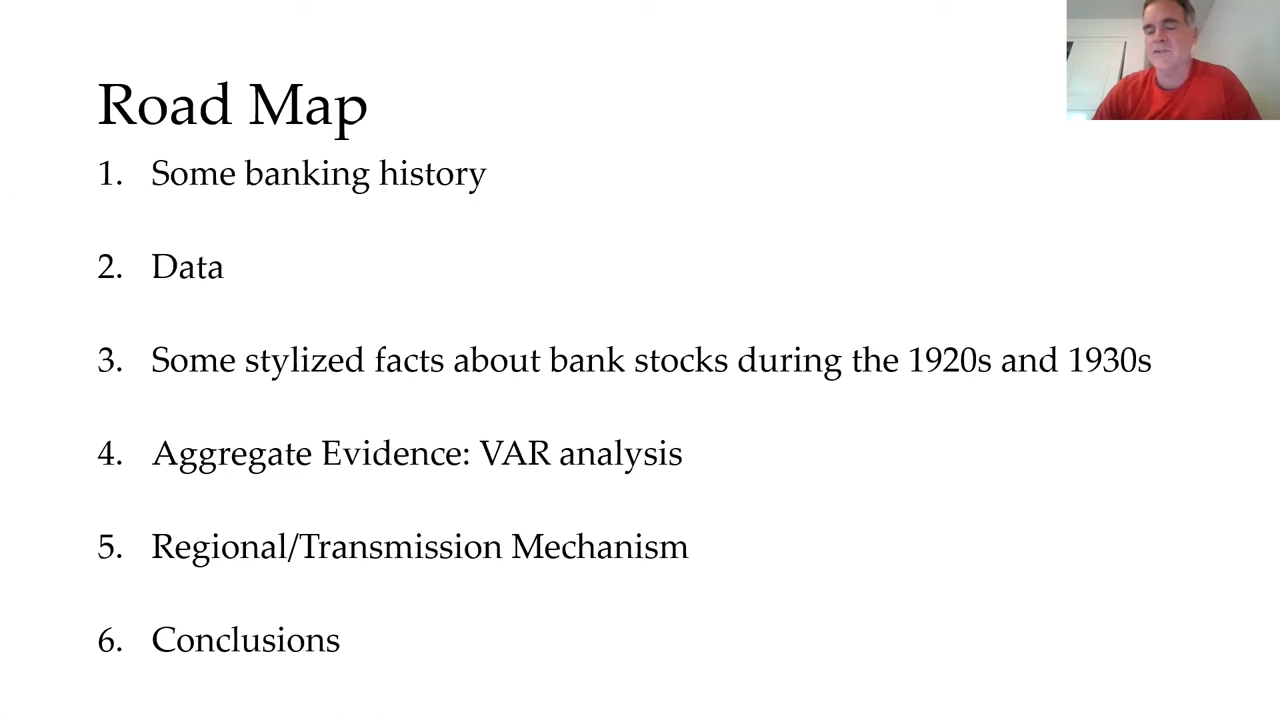 Road Map
1. Some banking history
2. Data
3. Some stylized facts about bank stocks during the 1920s and 1930s
4. Aggregate Evidence: VAR analysis
5. Regional/Transmission Mechanism
6. Conclusions